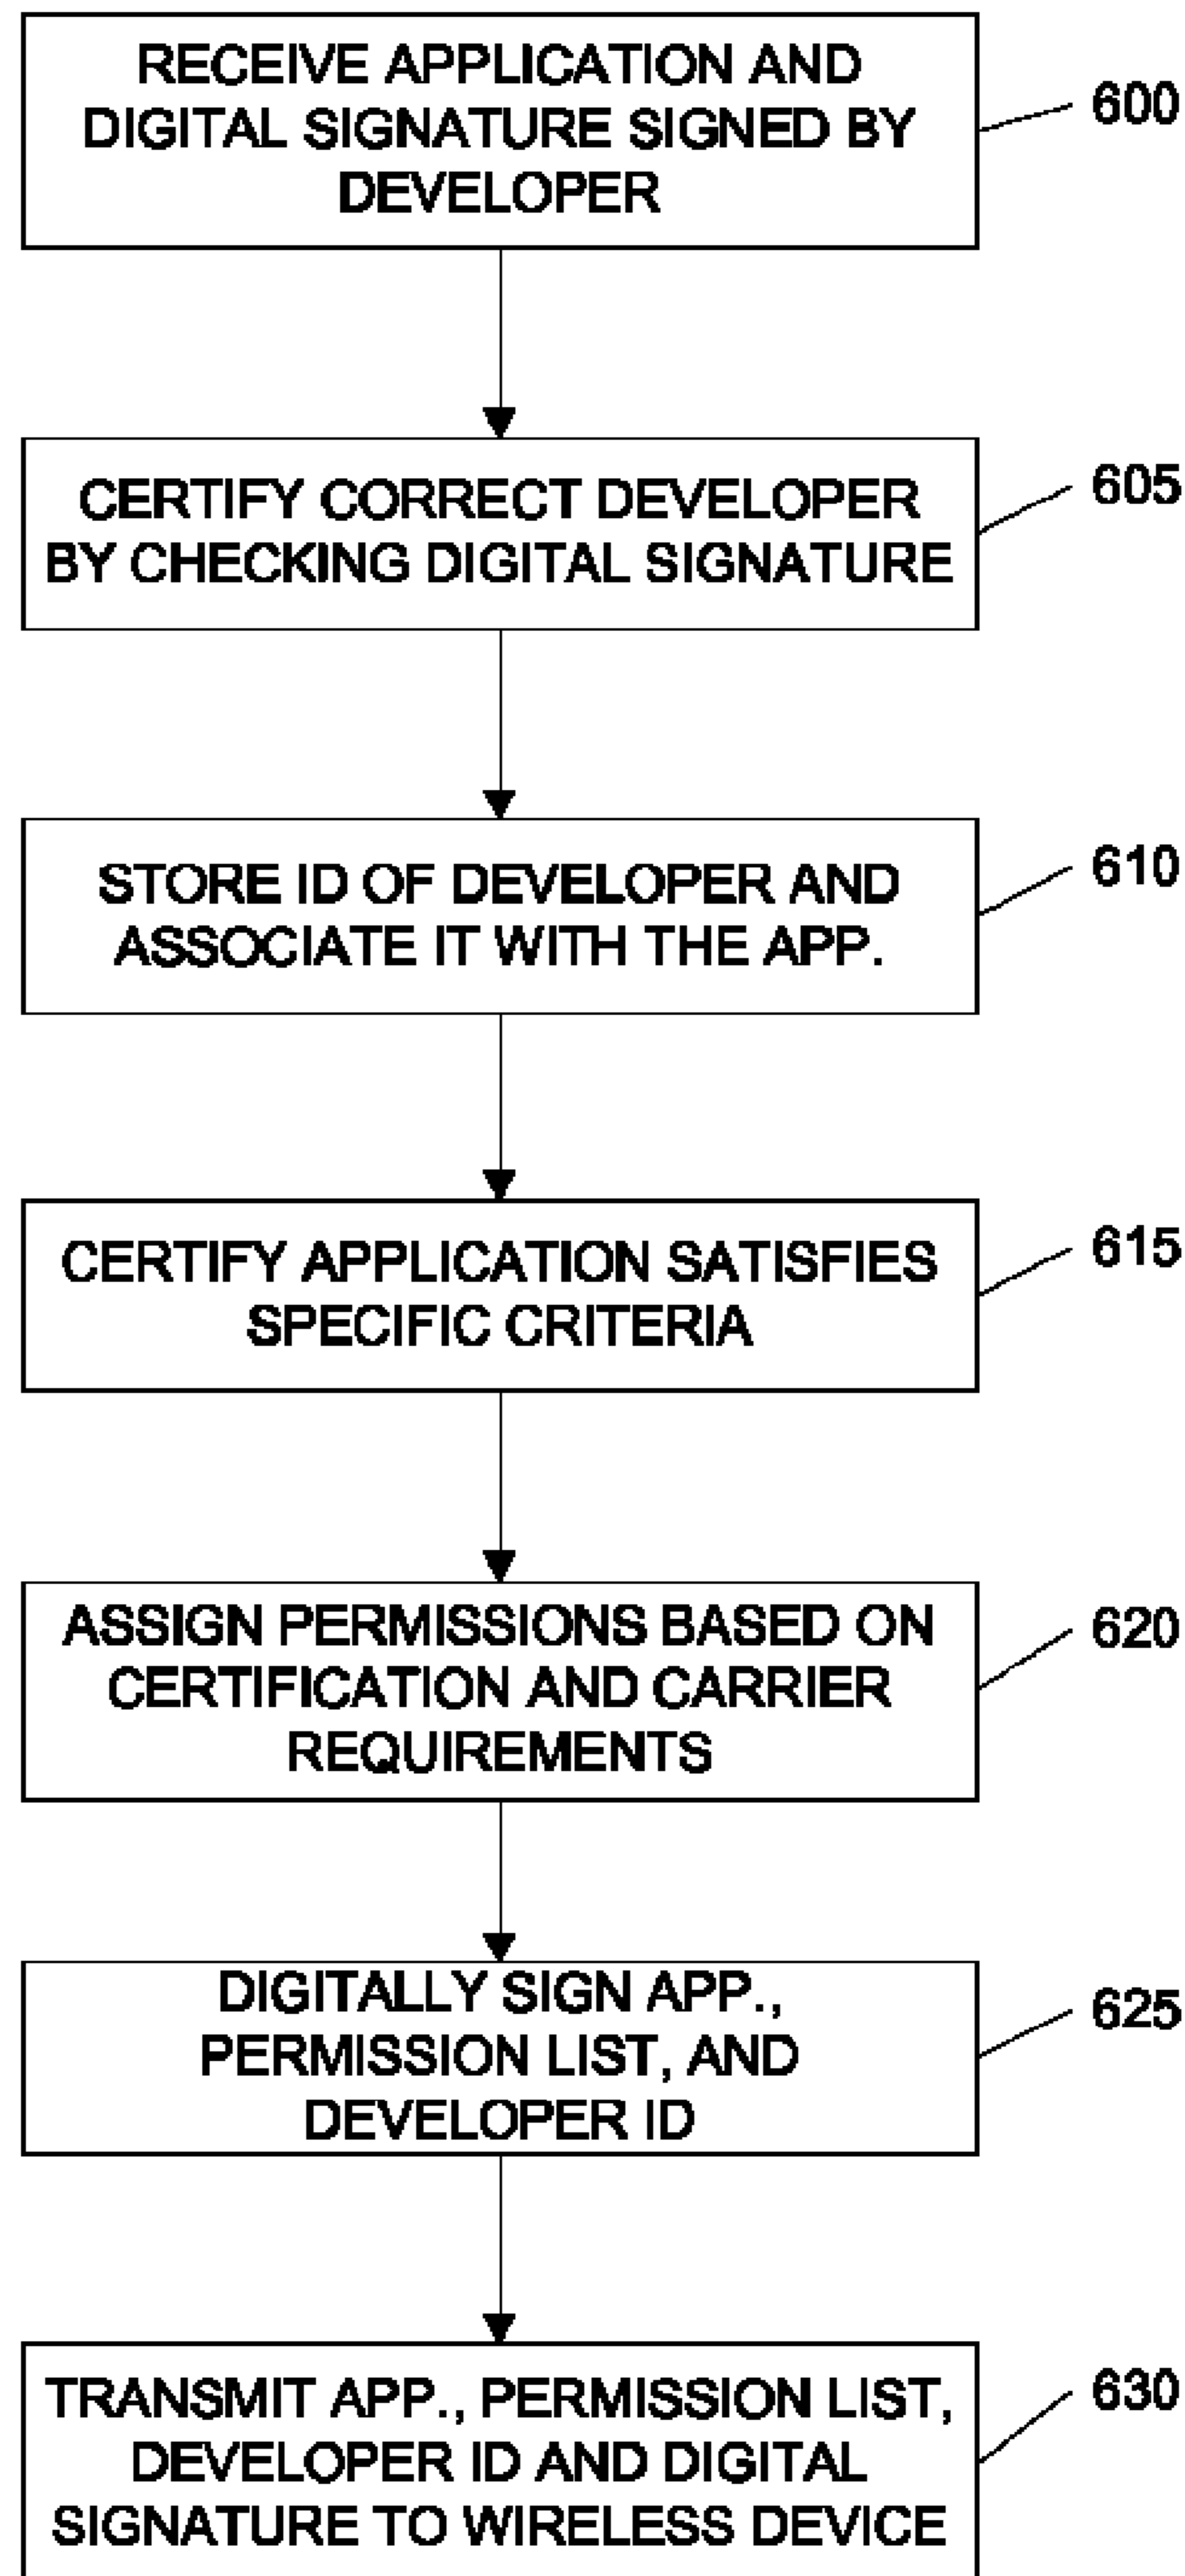 RECEIVE APPLICATION AND
DIGITAL SIGNATURE SIGNED BY
DEVELOPER
600
CERTIFY CORRECT DEVELOPER
BY CHECKING DIGITAL SIGNATURE
605
STORE ID OF DEVELOPER AND
ASSOCIATE IT WITH THE APP.
610
CERTIFY APPLICATION SATISFIES
SPECIFIC CRITERIA
615
ASSIGN PERMISSIONS BASED ON
CERTIFICATION AND CARRIER
REQUIREMENTS
620
DIGITALLY SIGN APP.,
PERMISSION LIST, AND
DEVELOPER ID
625
TRANSMIT APP., PERMISSION LIST,
DEVELOPER ID AND DIGITAL
SIGNATURE TO WIRELESS DEVICE
630